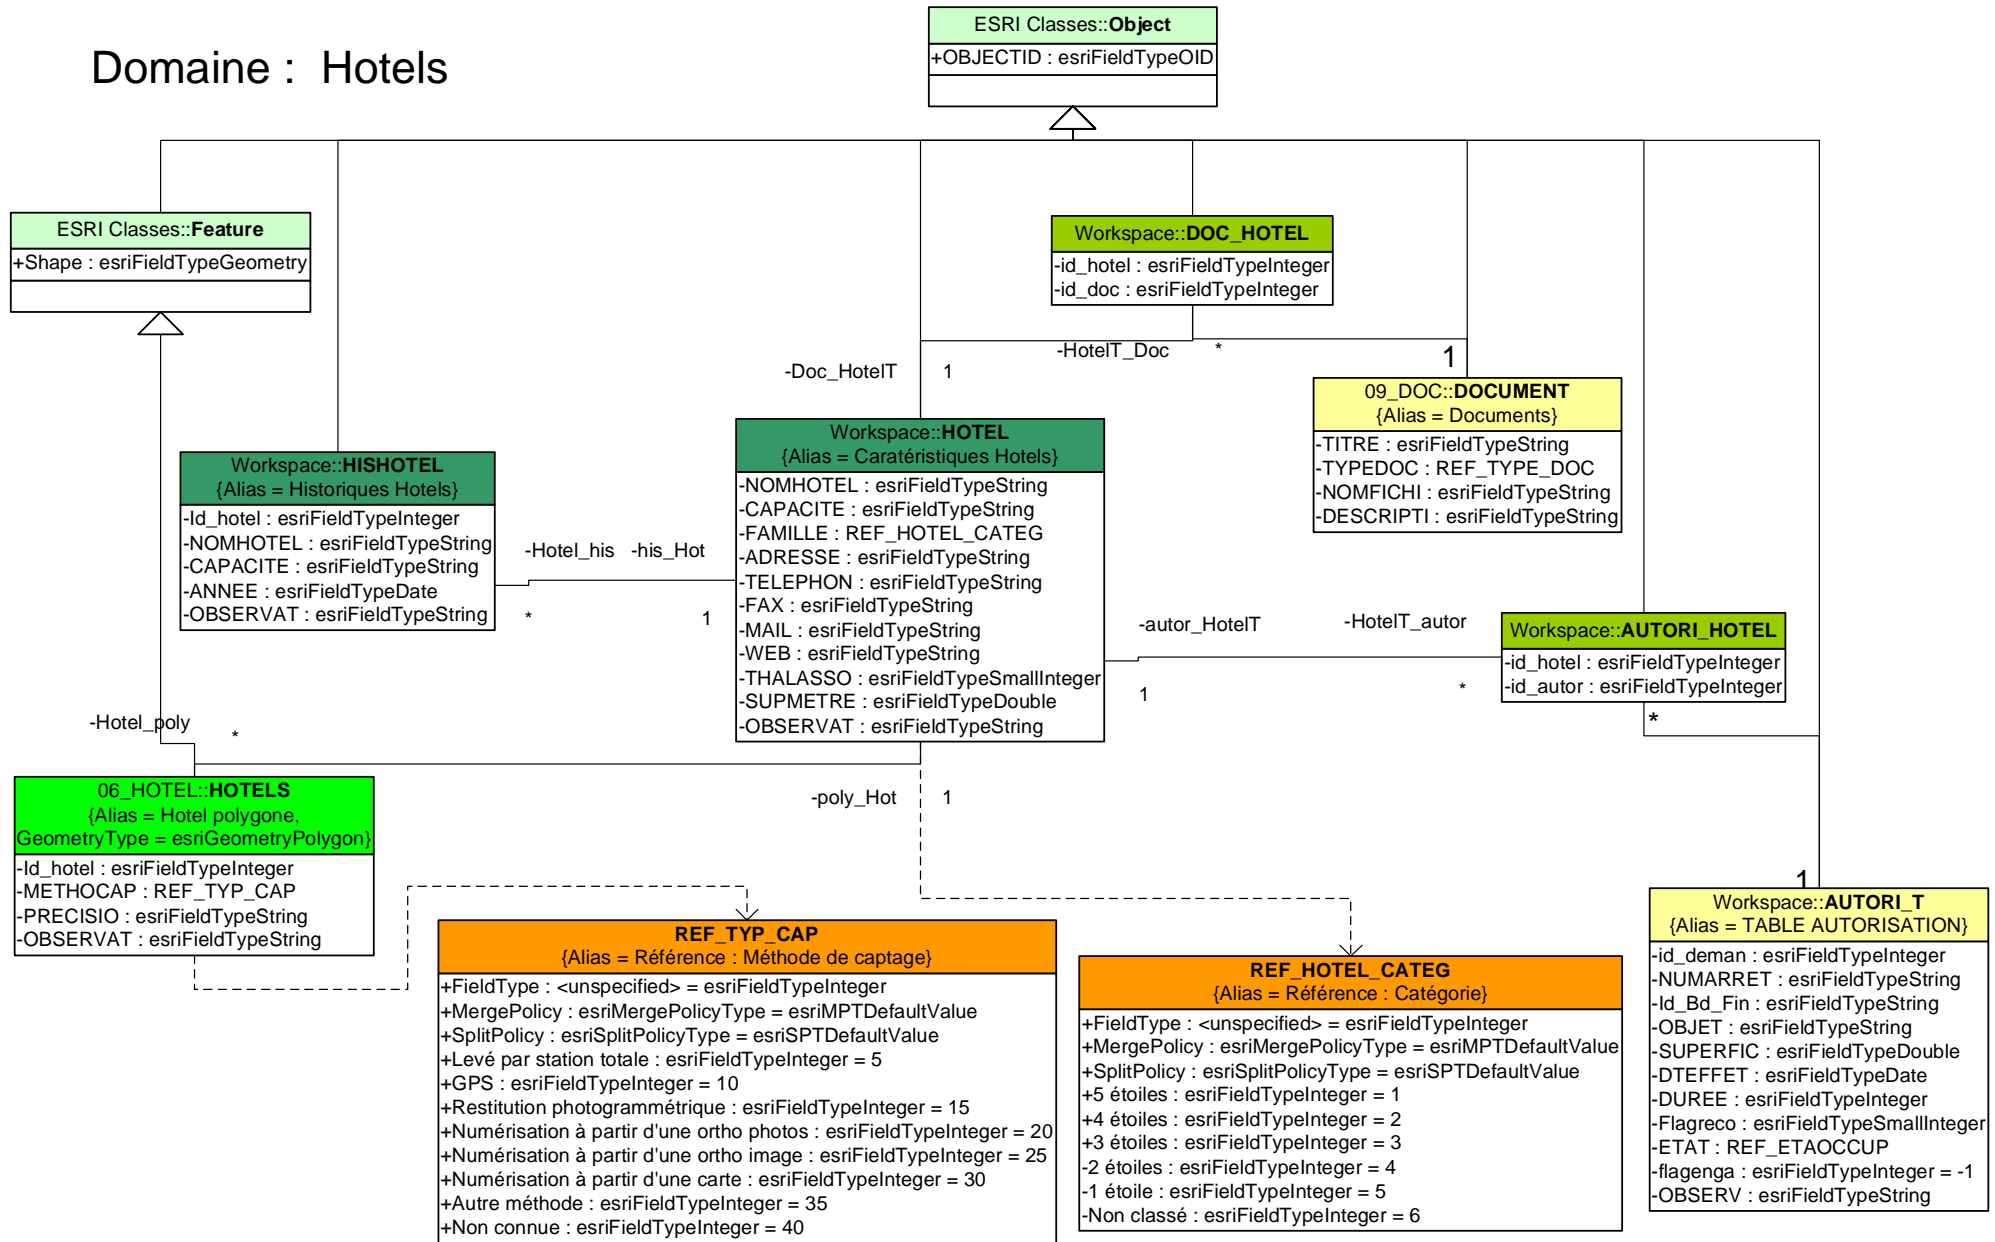 Domaine :  Hotels
ESRI Classes::Object
+OBJECTID : esriFieldTypeOID
ESRI Classes::Feature
+Shape : esriFieldTypeGeometry
Workspace::DOC_HOTEL
-id_hotel : esriFieldTypeInteger
-id_doc : esriFieldTypeInteger
-HotelT_Doc
*
1
-Doc_HotelT
1
09_DOC::DOCUMENT
{Alias = Documents}
-TITRE : esriFieldTypeString
-TYPEDOC : REF_TYPE_DOC
-NOMFICHI : esriFieldTypeString
-DESCRIPTI : esriFieldTypeString
Workspace::HISHOTEL
{Alias = Historiques Hotels}
-Id_hotel : esriFieldTypeInteger
-NOMHOTEL : esriFieldTypeString
-CAPACITE : esriFieldTypeString
-ANNEE : esriFieldTypeDate
-OBSERVAT : esriFieldTypeString
-Hotel_his
-his_Hot
*
1
Workspace::HOTEL
{Alias = Caratéristiques Hotels}
-NOMHOTEL : esriFieldTypeString
-CAPACITE : esriFieldTypeString
-FAMILLE : REF_HOTEL_CATEG
-ADRESSE : esriFieldTypeString
-TELEPHON : esriFieldTypeString
-FAX : esriFieldTypeString
-MAIL : esriFieldTypeString
-WEB : esriFieldTypeString
-THALASSO : esriFieldTypeSmallInteger
-SUPMETRE : esriFieldTypeDouble
-OBSERVAT : esriFieldTypeString
-autor_HotelT
-HotelT_autor
1
*
Workspace::AUTORI_HOTEL
-id_hotel : esriFieldTypeInteger
-id_autor : esriFieldTypeInteger
*
1
-Hotel_poly
*
-poly_Hot
1
06_HOTEL::HOTELS
{Alias = Hotel polygone,
GeometryType = esriGeometryPolygon}
-Id_hotel : esriFieldTypeInteger
-METHOCAP : REF_TYP_CAP
-PRECISIO : esriFieldTypeString
-OBSERVAT : esriFieldTypeString
REF_TYP_CAP
{Alias = Référence : Méthode de captage}
+FieldType : <unspecified> = esriFieldTypeInteger
+MergePolicy : esriMergePolicyType = esriMPTDefaultValue
+SplitPolicy : esriSplitPolicyType = esriSPTDefaultValue
+Levé par station totale : esriFieldTypeInteger = 5
+GPS : esriFieldTypeInteger = 10
+Restitution photogrammétrique : esriFieldTypeInteger = 15
+Numérisation à partir d'une ortho photos : esriFieldTypeInteger = 20
+Numérisation à partir d'une ortho image : esriFieldTypeInteger = 25
+Numérisation à partir d'une carte : esriFieldTypeInteger = 30
+Autre méthode : esriFieldTypeInteger = 35
+Non connue : esriFieldTypeInteger = 40
REF_HOTEL_CATEG
{Alias = Référence : Catégorie}
+FieldType : <unspecified> = esriFieldTypeInteger
+MergePolicy : esriMergePolicyType = esriMPTDefaultValue
+SplitPolicy : esriSplitPolicyType = esriSPTDefaultValue
+5 étoiles : esriFieldTypeInteger = 1
+4 étoiles : esriFieldTypeInteger = 2
+3 étoiles : esriFieldTypeInteger = 3
-2 étoiles : esriFieldTypeInteger = 4
-1 étoile : esriFieldTypeInteger = 5
-Non classé : esriFieldTypeInteger = 6
Workspace::AUTORI_T
{Alias = TABLE AUTORISATION}
-id_deman : esriFieldTypeInteger
-NUMARRET : esriFieldTypeString
-Id_Bd_Fin : esriFieldTypeString
-OBJET : esriFieldTypeString
-SUPERFIC : esriFieldTypeDouble
-DTEFFET : esriFieldTypeDate
-DUREE : esriFieldTypeInteger
-Flagreco : esriFieldTypeSmallInteger
-ETAT : REF_ETAOCCUP
-flagenga : esriFieldTypeInteger = -1
-OBSERV : esriFieldTypeString